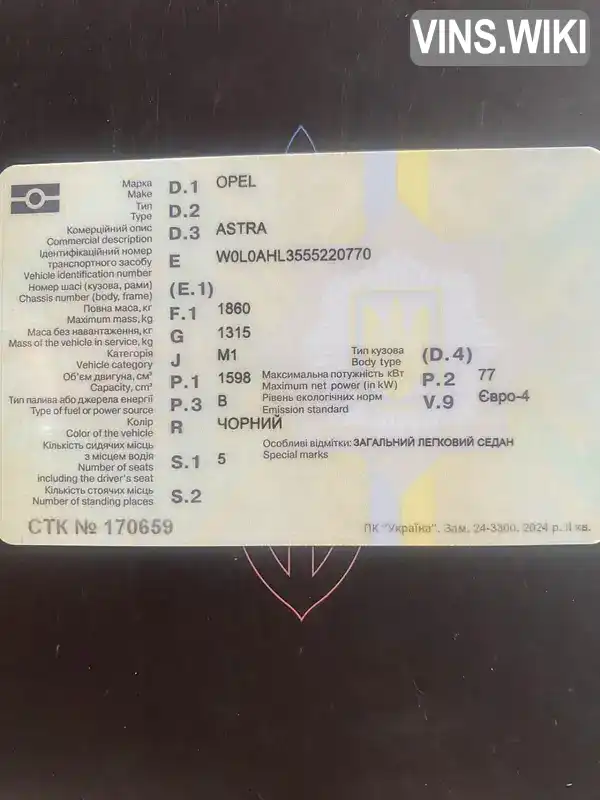 VINS.WIKI
Марка D.1 OPEL
Make
Тип D.2
Type
Комерційний опис D.3 ASTRA
Commercial description
Ідентифікаційний номер
транспортного засобу E W0L0AHL3555220770
Vehicle identification number
Номер шасі (кузова, рами) (E.1)
Chassis number (body, frame)
Повна маса, кг F.1 1860
Maximum mass, kg
Маса без навантаження, кг G 1315
Mass of the vehicle in service, kg
Категорія J M1 Тип кузова (D.4)
Vehicle category Body type
Об'єм двигуна, см³ P.1 1598 Максимальна потужність кВт P.2 77
Capacity, cm³ Maximum net power (in kW)
Тип палива або джерела енергії P.3 B Рівень екологічних норм V.9 Євро-4
Type of fuel or power source Emission standard
Колір R ЧОРНИЙ
Color of the vehicle
Кількість сидячих місць Особливі відмітки: ЗАГАЛЬНИЙ ЛЕГКОВИЙ СЕДАН
з місцем водія S.1 5 Special marks
Number of seats
including the driver's seat
Кількість стоячих місць S.2
Number of standing places
СТК № 170659 ПК "Україна". Зам. 24-3300. 2024 р. II кв.